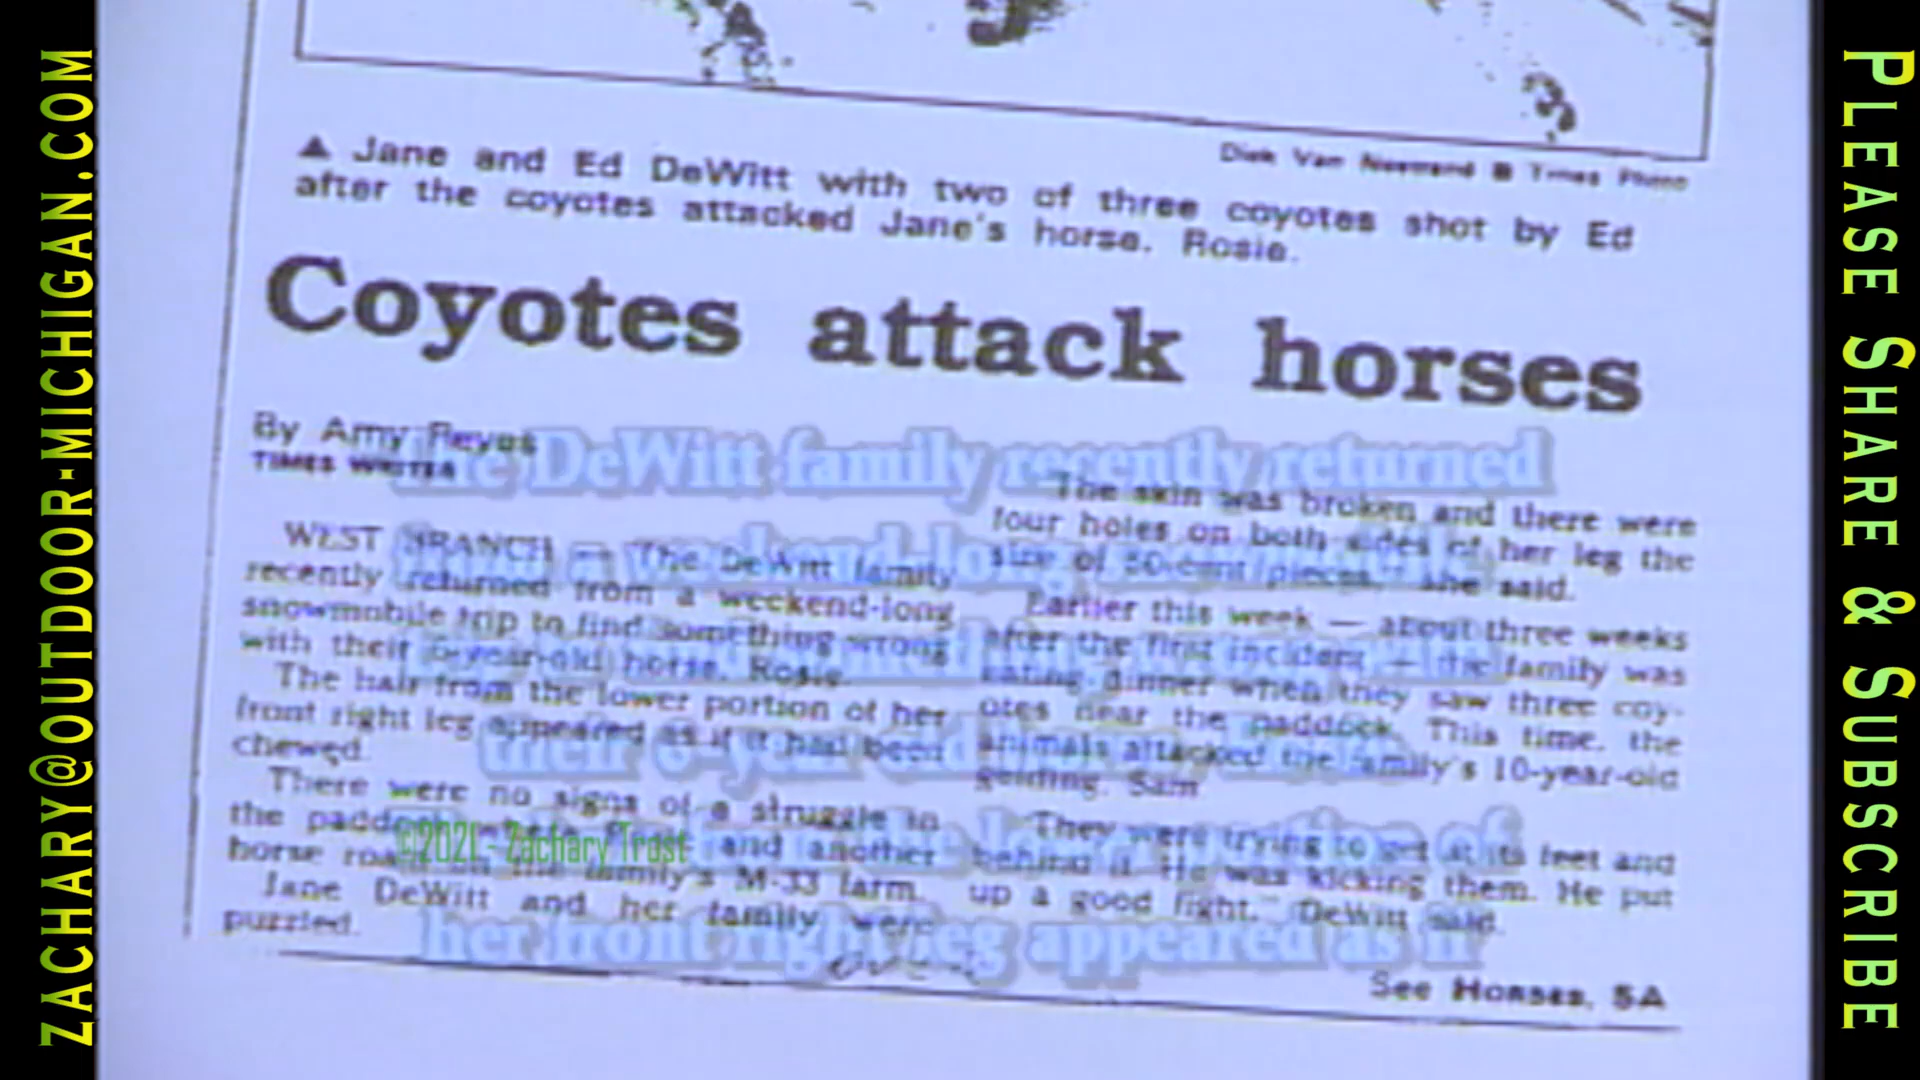 ZACHARY@OUTDOOR-MICHIGAN.COM
▲ Jane and Ed DeWitt with two of three coyotes shot by Ed
after the coyotes attacked Jane's horse, Rosie.
Coyotes attack horses
By Amy Reyes
TIMES WRITER
WEST BRANCH — The DeWitt family
recently returned from a weekend-long
snowmobile trip to find something wrong
with their 6-year-old horse, Rosie.
The hair from the lower portion of her
front right leg appeared as if it had been
chewed.
There were no signs of a struggle in
the paddock where Rosie and another
horse roam on the family's M-33 farm.
Jane DeWitt and her family were
puzzled.
The skin was broken and there were
four holes on both sides of her leg the
size of 50-cent pieces," she said.
Earlier this week — about three weeks
after the first incident — the family was
eating dinner when they saw three coy-
otes near the paddock. This time, the
animals attacked the family's 10-year-old
gelding, Sam
"They were trying to get at its feet and
behind it. He was kicking them. He put
up a good fight," DeWitt said.
See HORSES, 5A
The DeWitt family recently returned
from a weekend-long snowmobile
trip to find something wrong with
their 6-year old horse, Rosie.
The hair from the lower portion of
her front right leg appeared as if
©2021 - Zachary Trost
PLEASE SHARE & SUBSCRIBE